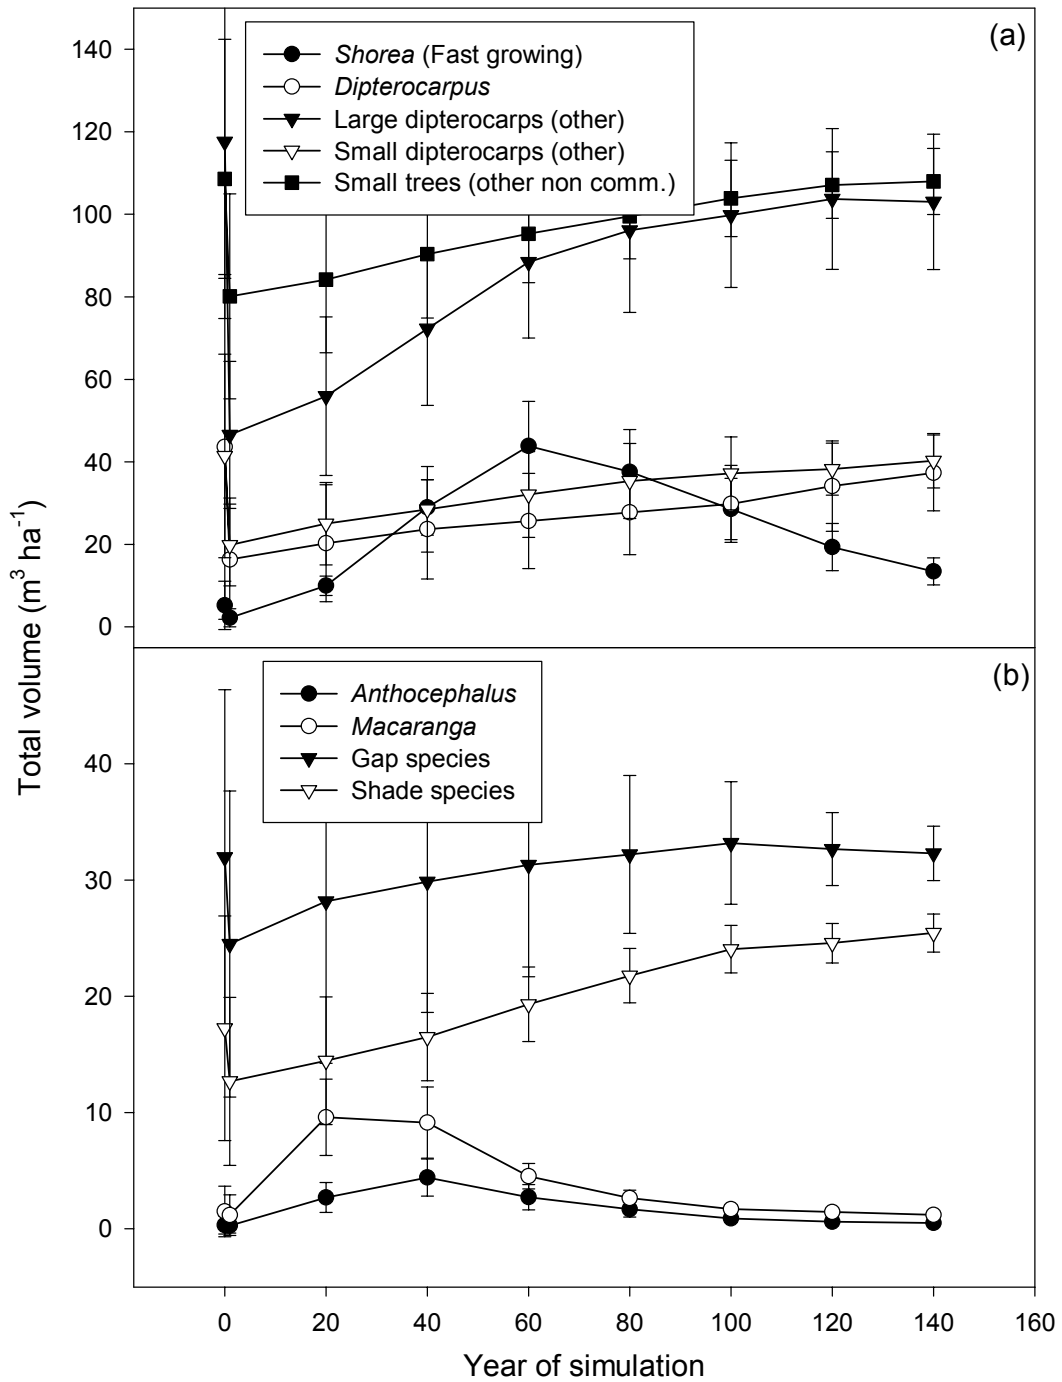 (a)
Shorea (Fast growing)
Dipterocarpus
Large dipterocarps (other)
Small dipterocarps (other)
Small trees (other non comm.)
140
120
100
80
60
40
20
0
Total volume (m³ ha⁻¹)
(b)
Anthocephalus
Macaranga
Gap species
Shade species
40
30
20
10
0
0 20 40 60 80 100 120 140 160
Year of simulation